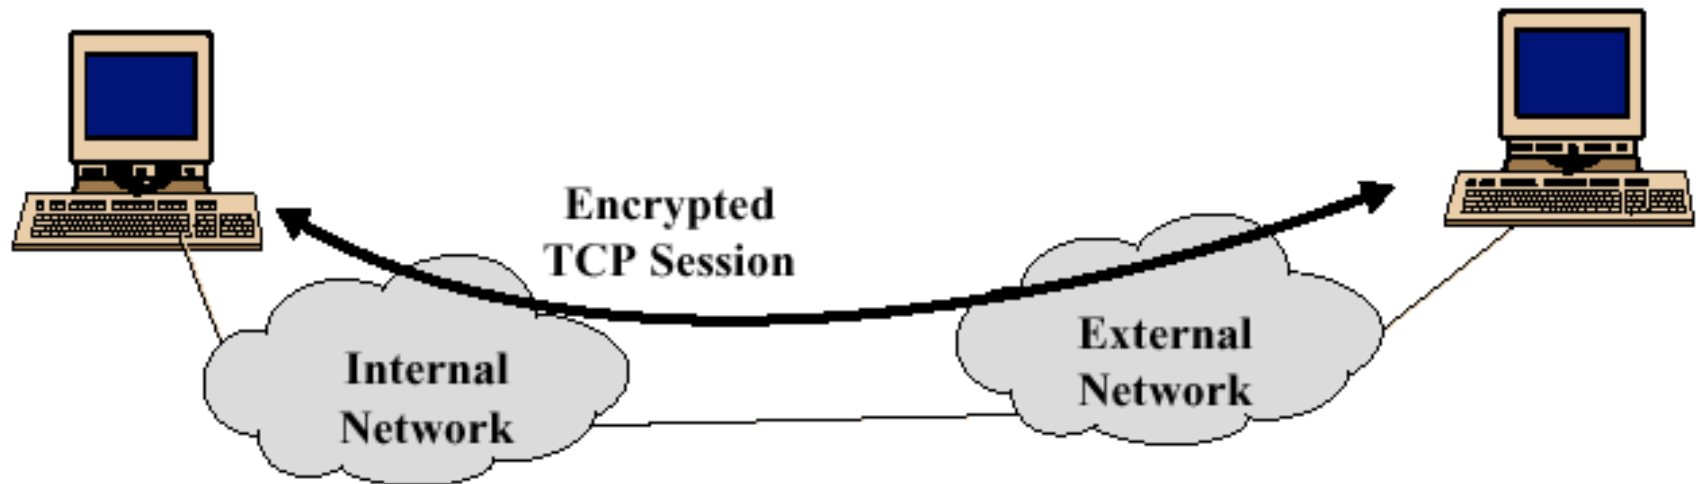 Encrypted
TCP Session
Internal
Network
External
Network